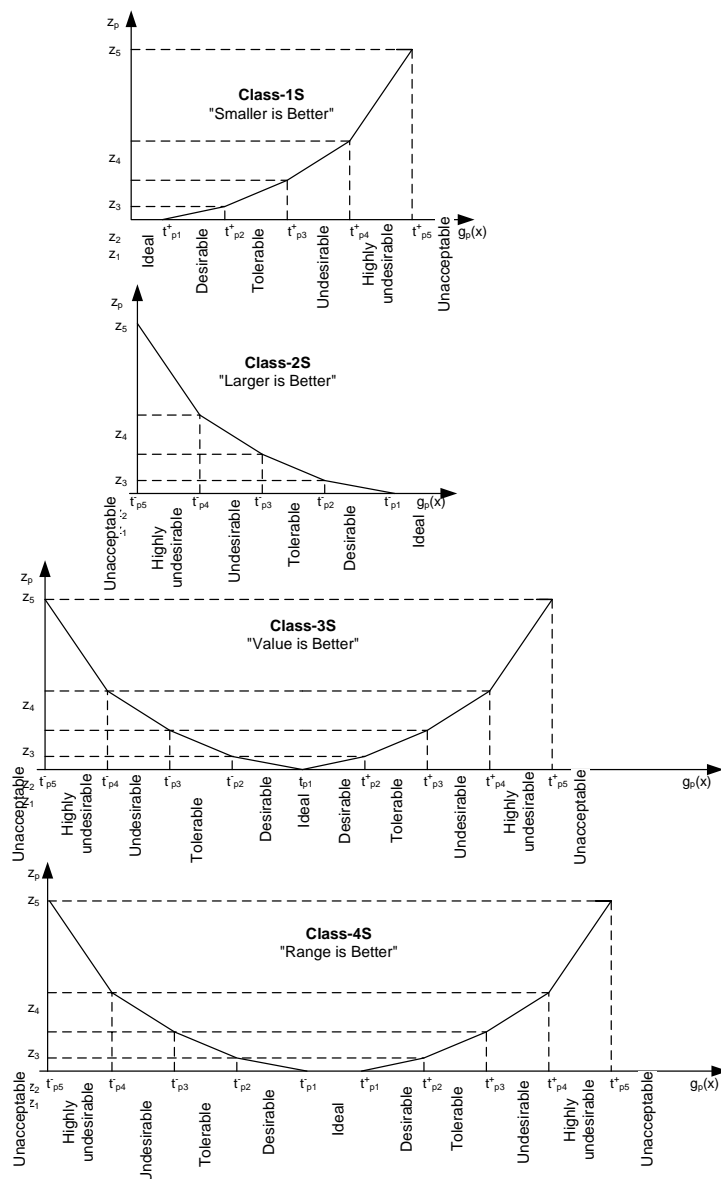 zp
z5
Class-1S
"Smaller is Better"
z4
z3
z2
z1
t+p1
t+p2
t+p3
t+p4
t+p5
gp(x)
Ideal
Desirable
Tolerable
Undesirable
Highly
undesirable
Unacceptable
zp
z5
Class-2S
"Larger is Better"
z4
z3
t-p5
t-p4
t-p3
t-p2
t-p1
gp(x)
Unacceptable
Highly
undesirable
Undesirable
Tolerable
Desirable
Ideal
zp
z5
Class-3S
"Value is Better"
z4
z3
z2
z1
t-p5
t-p4
t-p3
t-p2
tp1
t+p2
t+p3
t+p4
t+p5
gp(x)
Unacceptable
Highly
undesirable
Undesirable
Tolerable
Desirable
Ideal
Desirable
Tolerable
Undesirable
Highly
undesirable
Unacceptable
zp
z5
Class-4S
"Range is Better"
z4
z3
z2
z1
t-p5
t-p4
t-p3
t-p2
t-p1
t+p1
t+p2
t+p3
t+p4
t+p5
gp(x)
Unacceptable
Highly
undesirable
Undesirable
Tolerable
Desirable
Ideal
Desirable
Tolerable
Undesirable
Highly
undesirable
Unacceptable